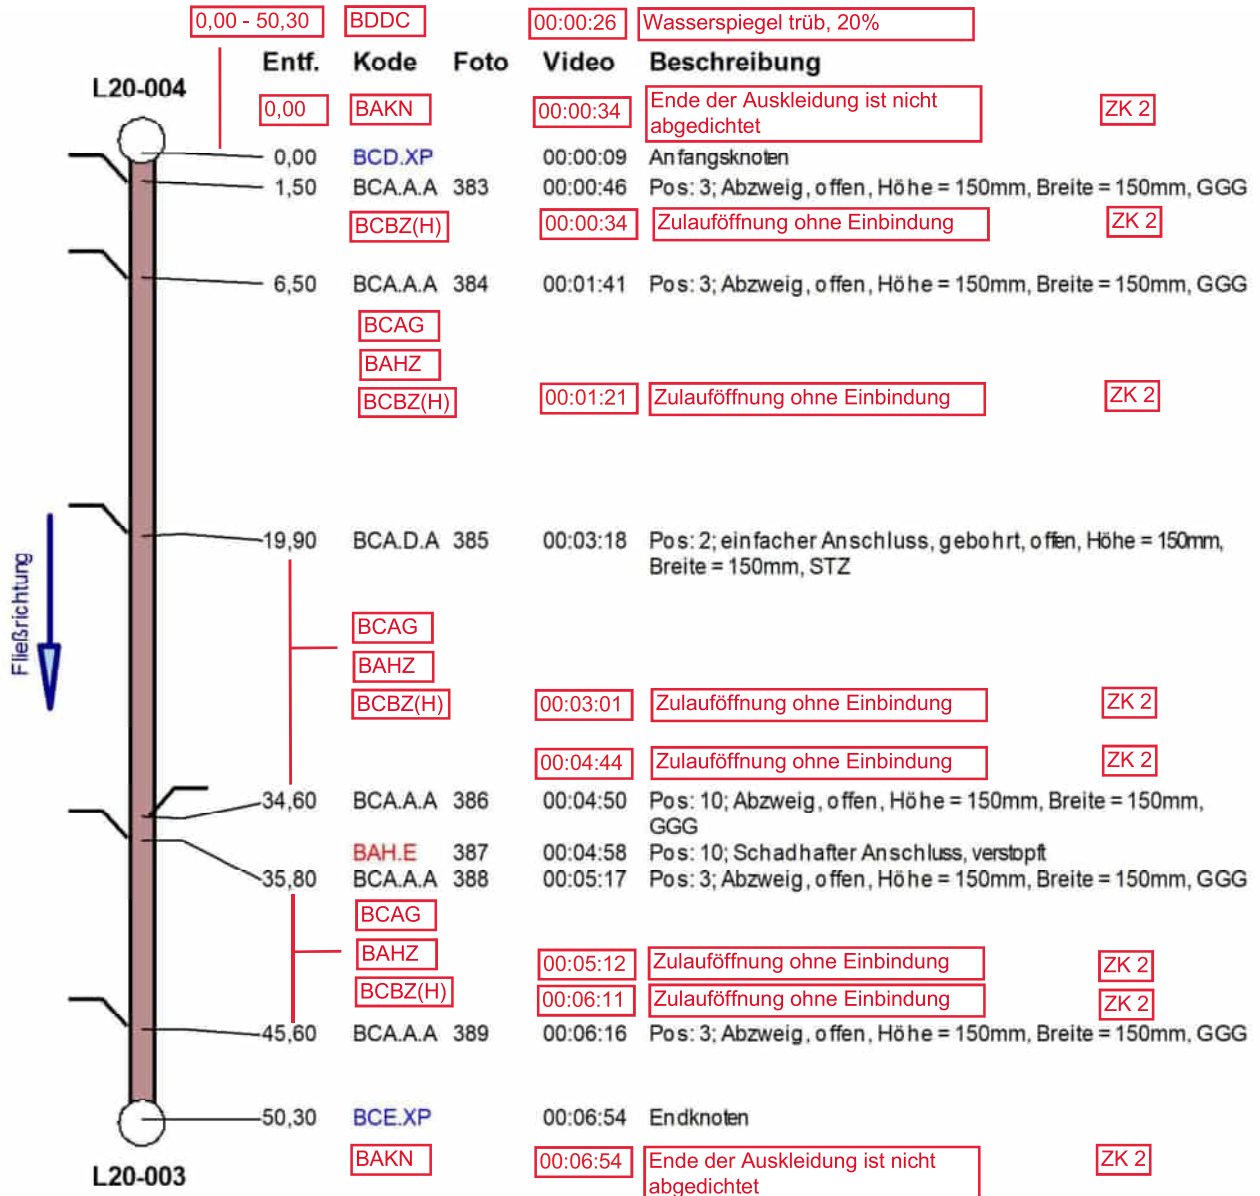 0,00 - 50,30 BDDC 00:00:26 Wasserspiegel trüb, 20%
Entf. Kode Foto Video Beschreibung
L20-004
0,00 BAKN 00:00:34 Ende der Auskleidung ist nicht ZK 2
abgedichtet
0,00 BCD.XP 00:00:09 Anfangsknoten
1,50 BCA.A.A 383 00:00:46 Pos: 3; Abzweig, offen, Höhe = 150mm, Breite = 150mm, GGG
BCBZ(H) 00:00:34 Zulauföffnung ohne Einbindung ZK 2
6,50 BCA.A.A 384 00:01:41 Pos: 3; Abzweig, offen, Höhe = 150mm, Breite = 150mm, GGG
BCAG
BAHZ
BCBZ(H) 00:01:21 Zulauföffnung ohne Einbindung ZK 2
19,90 BCA.D.A 385 00:03:18 Pos: 2; einfacher Anschluss, gebohrt, offen, Höhe = 150mm,
Breite = 150mm, STZ
Fließrichtung
BCAG
BAHZ
BCBZ(H) 00:03:01 Zulauföffnung ohne Einbindung ZK 2
00:04:44 Zulauföffnung ohne Einbindung ZK 2
34,60 BCA.A.A 386 00:04:50 Pos: 10; Abzweig, offen, Höhe = 150mm, Breite = 150mm,
GGG
BAH.E 387 00:04:58 Pos: 10; Schadhafter Anschluss, verstopft
35,80 BCA.A.A 388 00:05:17 Pos: 3; Abzweig, offen, Höhe = 150mm, Breite = 150mm, GGG
BCAG
BAHZ 00:05:12 Zulauföffnung ohne Einbindung ZK 2
BCBZ(H) 00:06:11 Zulauföffnung ohne Einbindung ZK 2
45,60 BCA.A.A 389 00:06:16 Pos: 3; Abzweig, offen, Höhe = 150mm, Breite = 150mm, GGG
50,30 BCE.XP 00:06:54 Endknoten
BAKN 00:06:54 Ende der Auskleidung ist nicht ZK 2
L20-003 abgedichtet